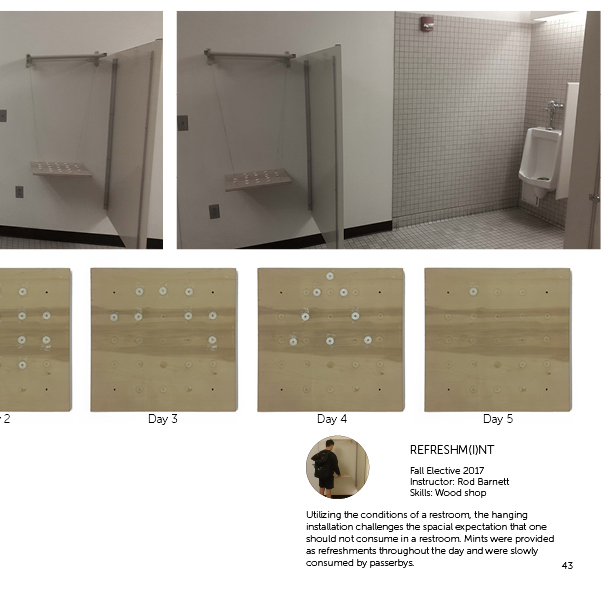 y 2
Day 3
Day 4
Day 5
REFRESHM(I)NT
Fall Elective 2017
Instructor: Rod Barnett
Skills: Wood shop
Utilizing the conditions of a restroom, the hanging
installation challenges the spacial expectation that one
should not consume in a restroom. Mints were provided
as refreshments throughout the day and were slowly
consumed by passerbys.
43